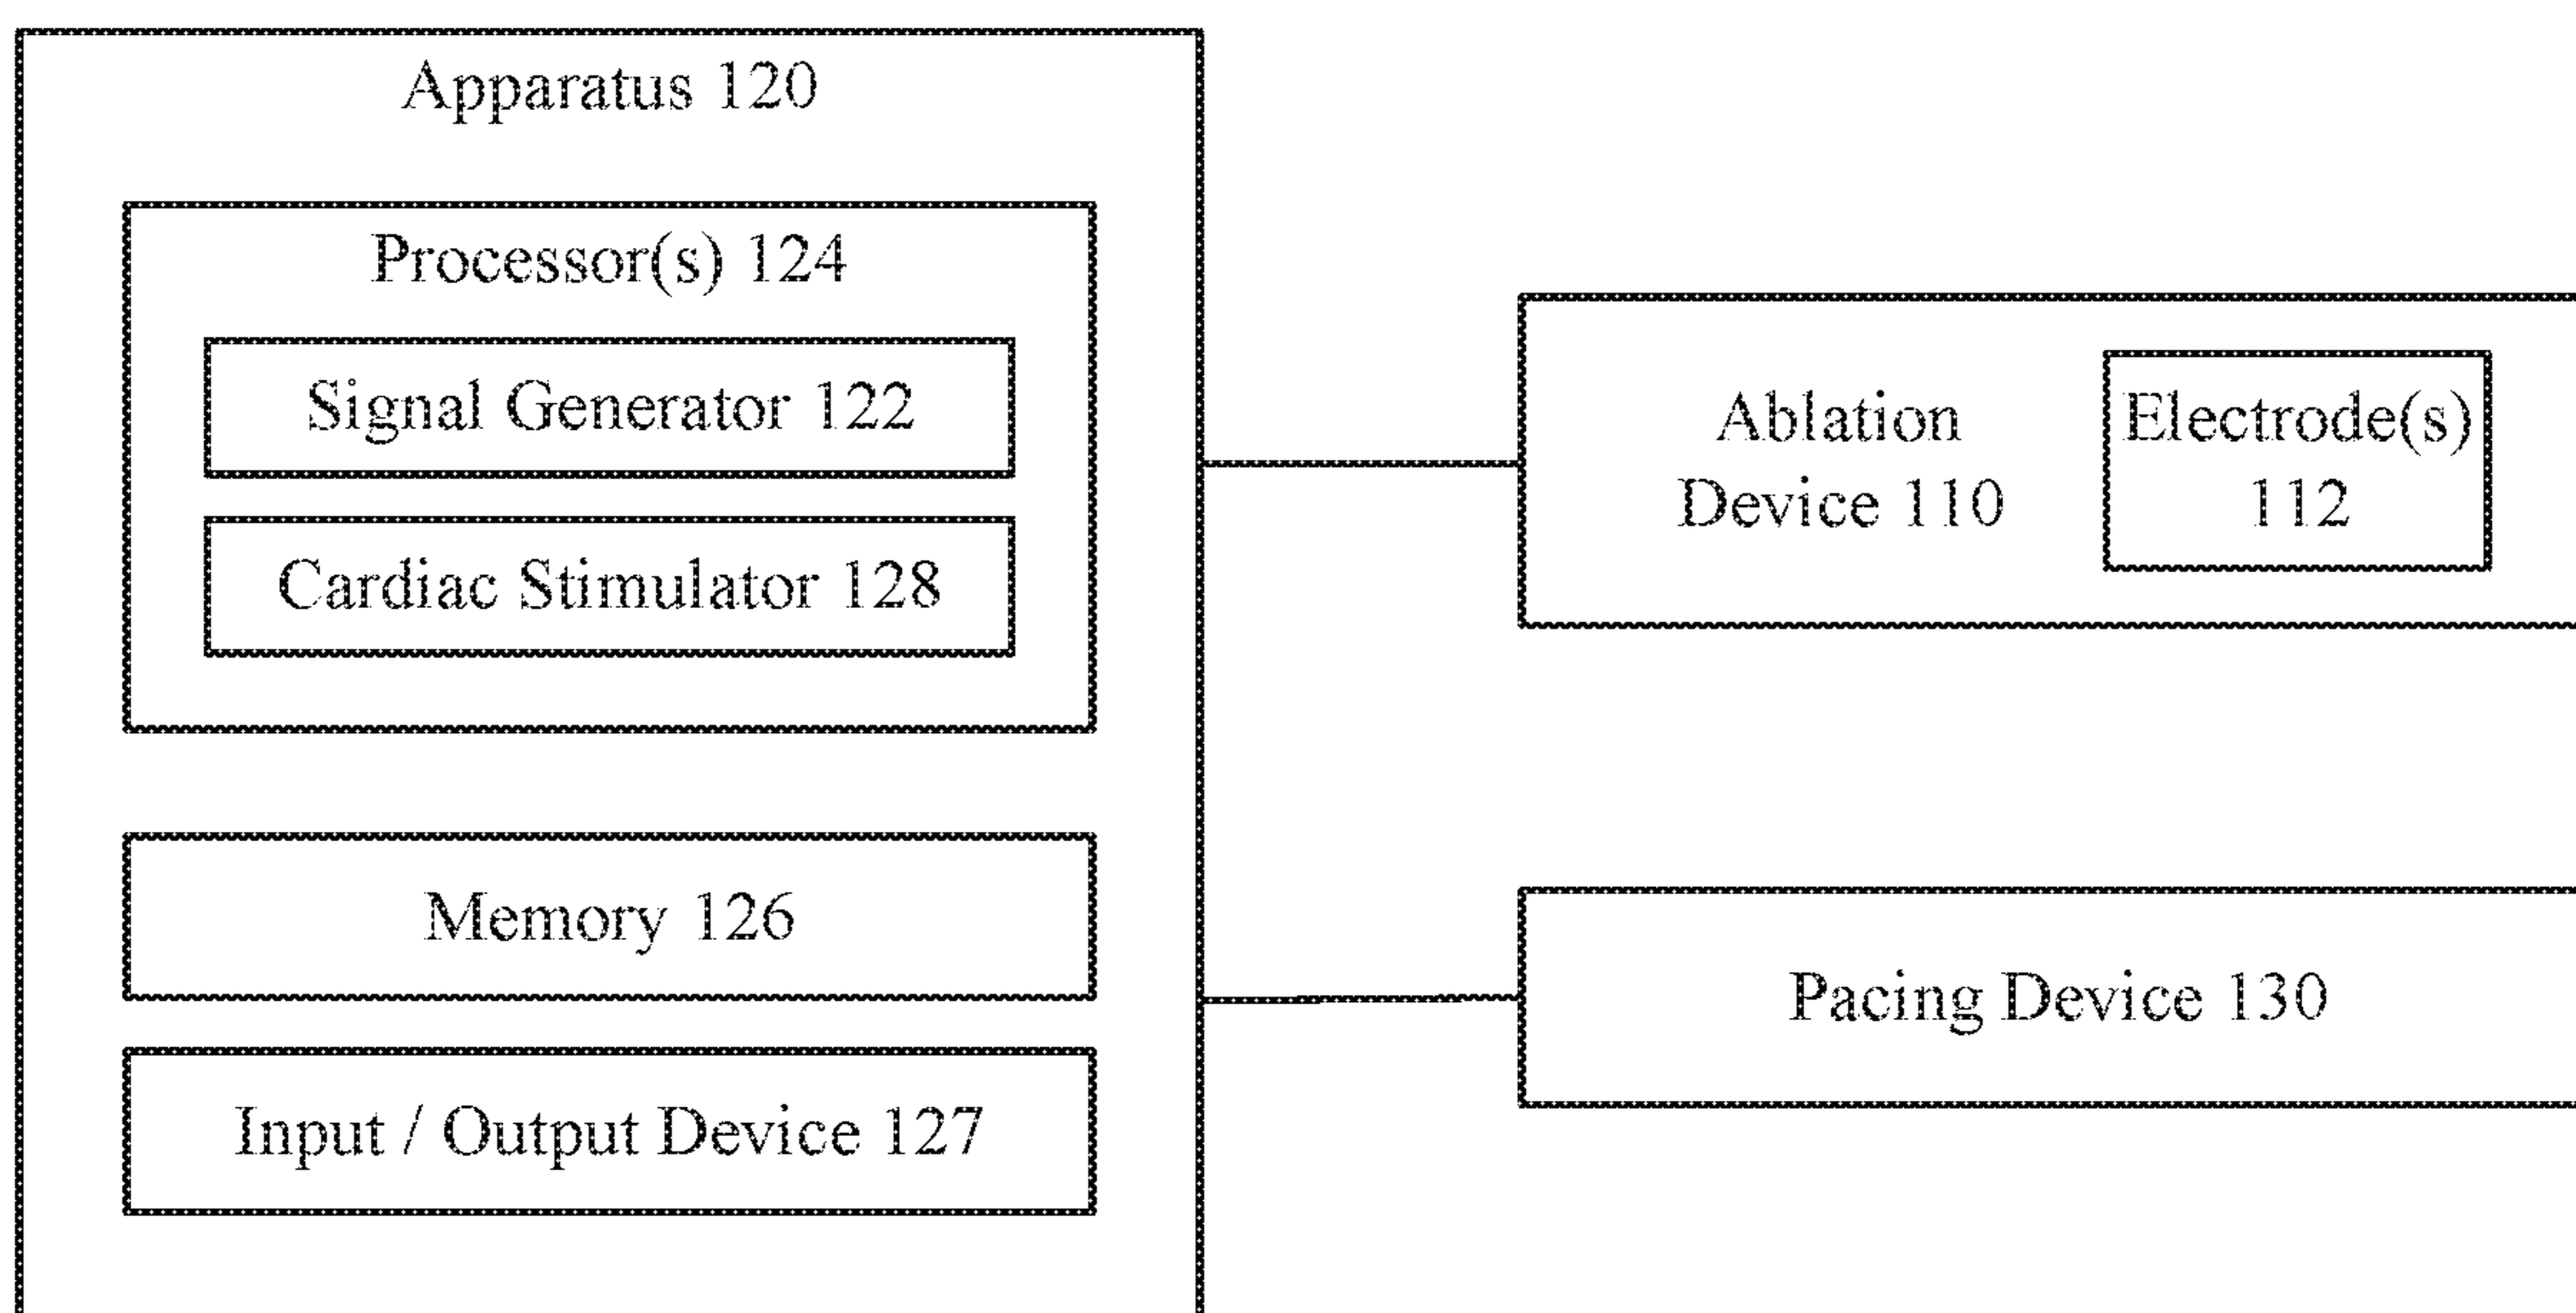 Apparatus 120
Processor(s) 124
Signal Generator 122
Cardiac Stimulator 128
Memory 126
Input / Output Device 127
Ablation
Device 110
Electrode(s)
112
Pacing Device 130